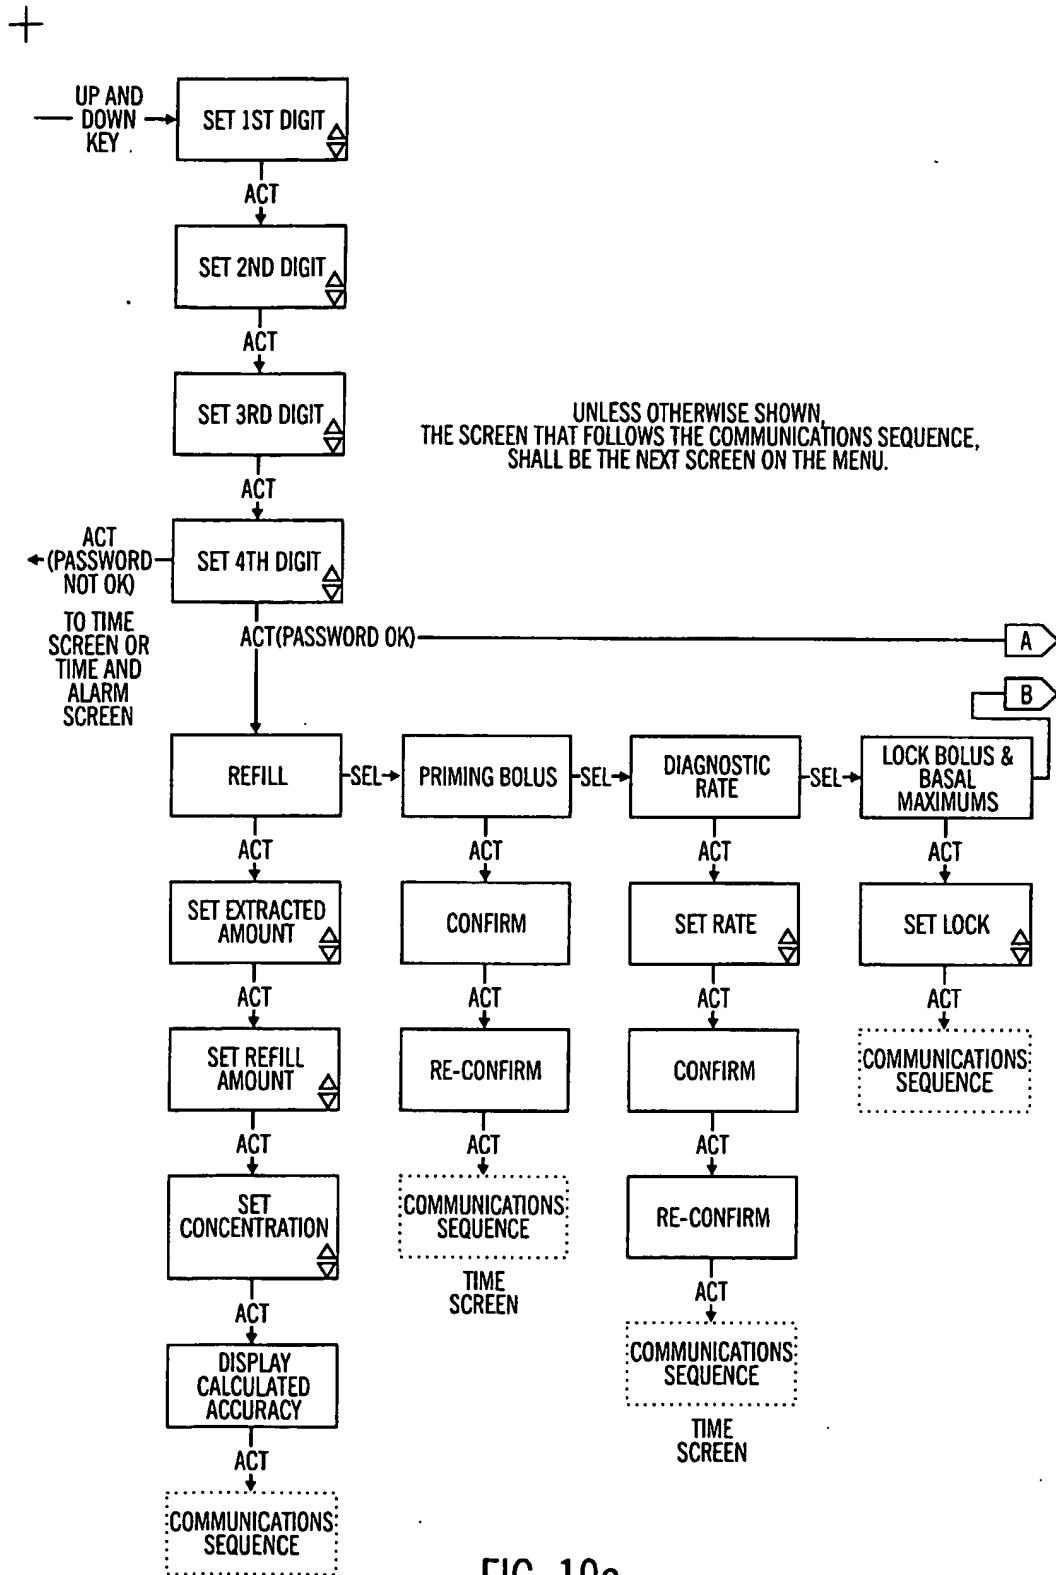 UP AND
DOWN
KEY
SET 1ST DIGIT
ACT
SET 2ND DIGIT
ACT
SET 3RD DIGIT
UNLESS OTHERWISE SHOWN,
THE SCREEN THAT FOLLOWS THE COMMUNICATIONS SEQUENCE,
SHALL BE THE NEXT SCREEN ON THE MENU.
ACT
SET 4TH DIGIT
ACT
(PASSWORD
NOT OK)
TO TIME
SCREEN OR
TIME AND
ALARM
SCREEN
ACT(PASSWORD OK)
A
B
REFILL
SEL
PRIMING BOLUS
SEL
DIAGNOSTIC
RATE
SEL
LOCK BOLUS &
BASAL
MAXIMUMS
ACT
ACT
ACT
ACT
SET EXTRACTED
AMOUNT
CONFIRM
SET RATE
SET LOCK
ACT
ACT
ACT
ACT
SET REFILL
AMOUNT
RE-CONFIRM
CONFIRM
COMMUNICATIONS
SEQUENCE
ACT
ACT
ACT
SET
CONCENTRATION
COMMUNICATIONS
SEQUENCE
TIME
SCREEN
RE-CONFIRM
ACT
ACT
DISPLAY
CALCULATED
ACCURACY
COMMUNICATIONS
SEQUENCE
TIME
SCREEN
ACT
COMMUNICATIONS
SEQUENCE